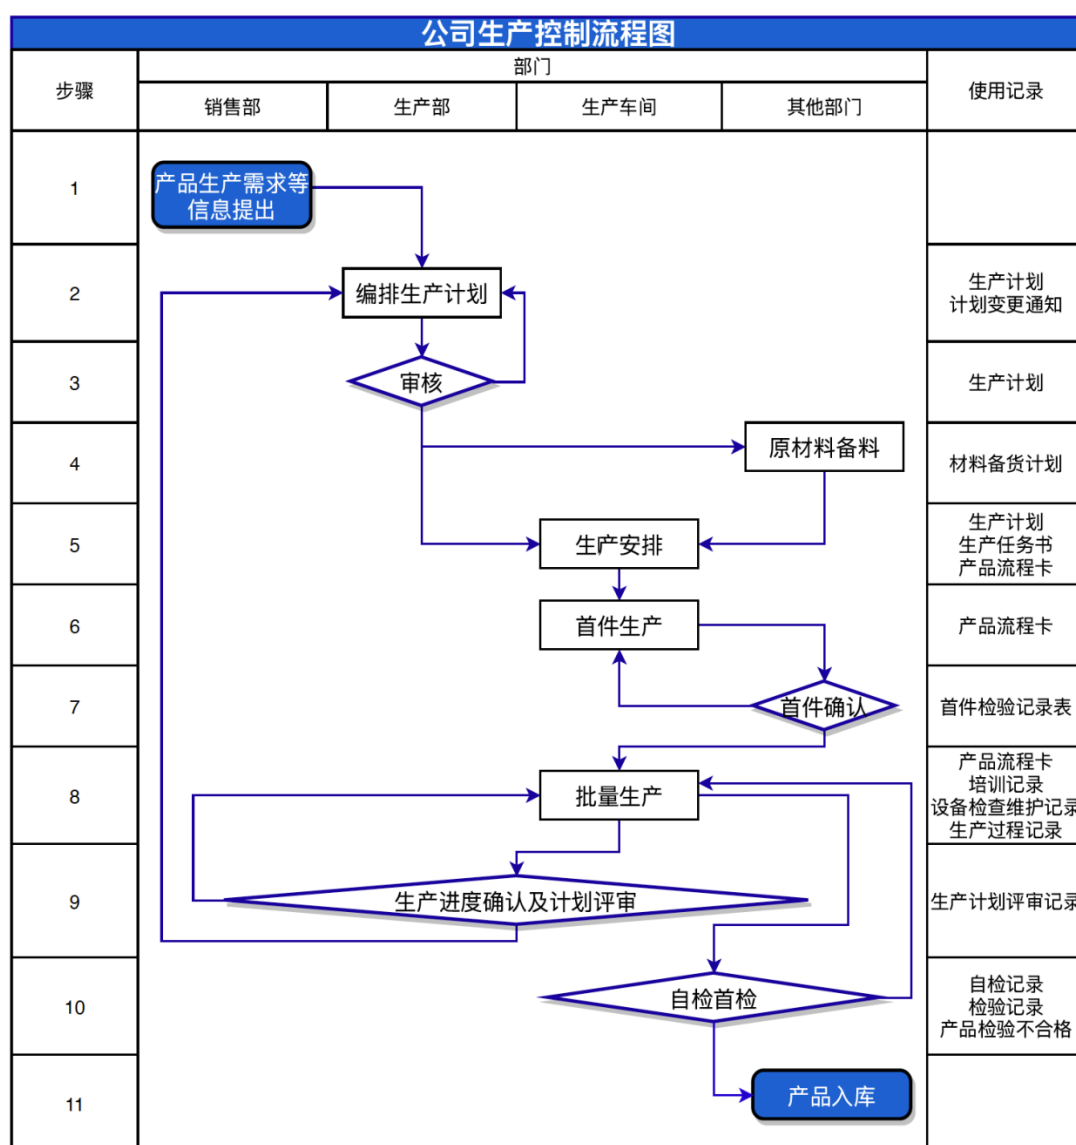 公司生产控制流程图
步骤
部门
使用记录
销售部
生产部
生产车间
其他部门
1
产品生产需求等
信息提出
2
编排生产计划
生产计划
计划变更通知
3
审核
生产计划
4
原材料备料
材料备货计划
5
生产安排
生产计划
生产任务书
产品流程卡
6
首件生产
产品流程卡
7
首件确认
首件检验记录表
8
批量生产
产品流程卡
培训记录
设备检查维护记录
生产过程记录
9
生产进度确认及计划评审
生产计划评审记录
10
自检首检
自检记录
检验记录
产品检验不合格
11
产品入库